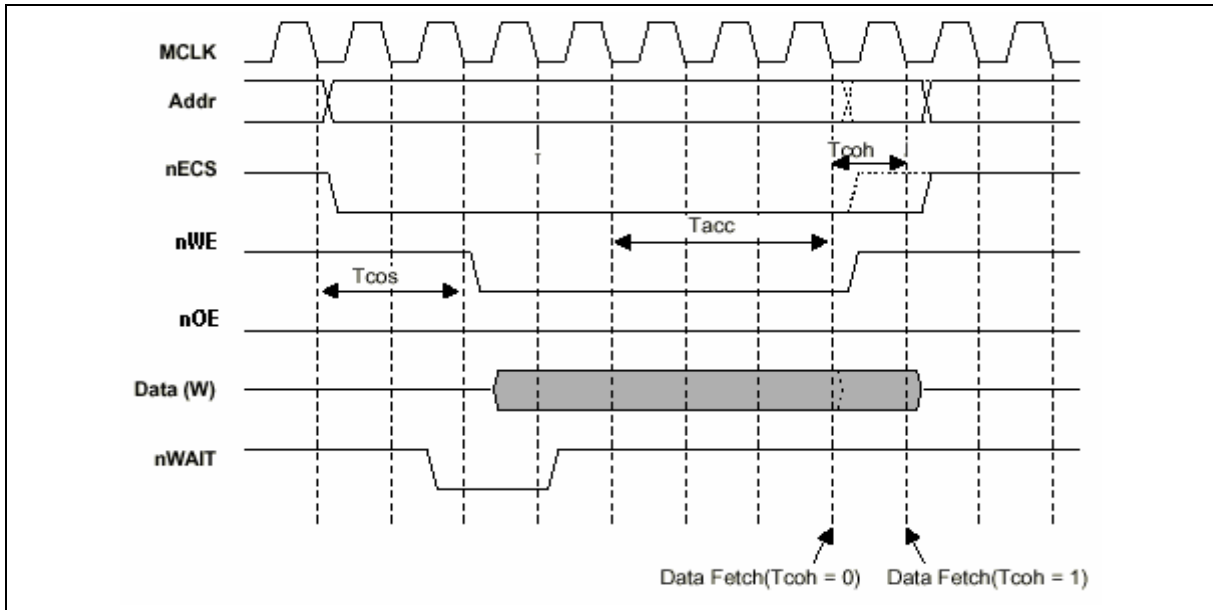 MCLK
Addr
T
Tcoh
nECS
nWE
Tacc
Tcos
nOE
Data (W)
nWAIT
Data Fetch(Tcoh = 0) Data Fetch(Tcoh = 1)